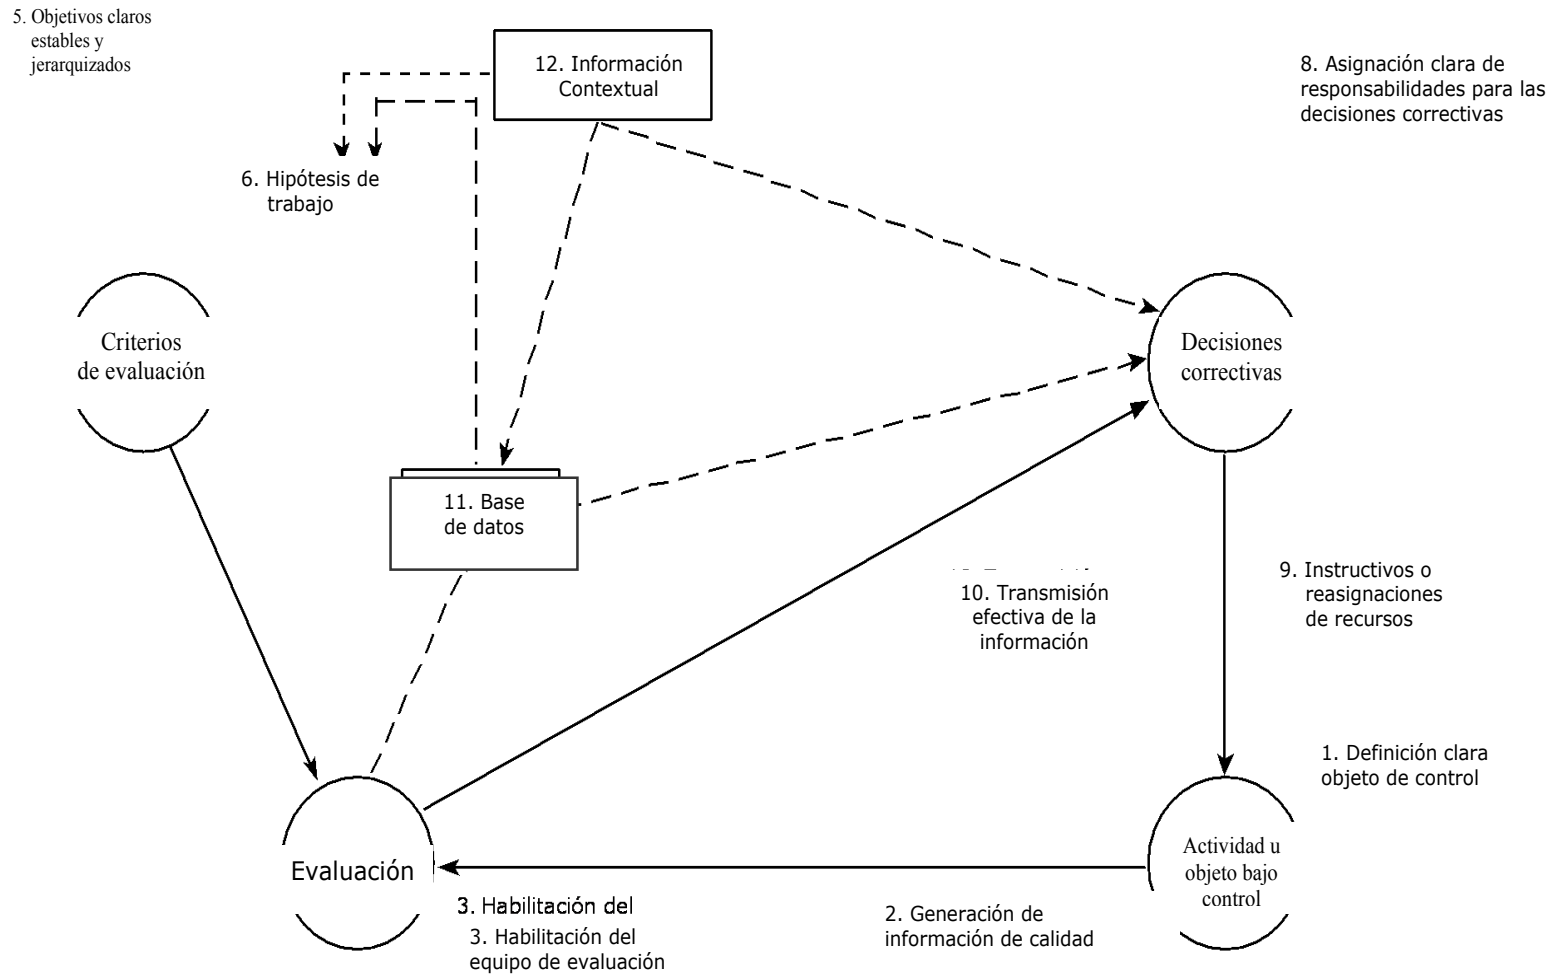 5. Objetivos claros
estables y
jerarquizados
12. Información
Contextual
8. Asignación clara de
responsabilidades para las
decisiones correctivas
6. Hipótesis de
trabajo
Criterios
de evaluación
Decisiones
correctivas
11. Base
de datos
10. Transmisión
efectiva de la
información
9. Instructivos o
reasignaciones
de recursos
1. Definición clara
objeto de control
Evaluación
Actividad u
objeto bajo
control
3. Habilitación del
3. Habilitación del
equipo de evaluación
2. Generación de
información de calidad